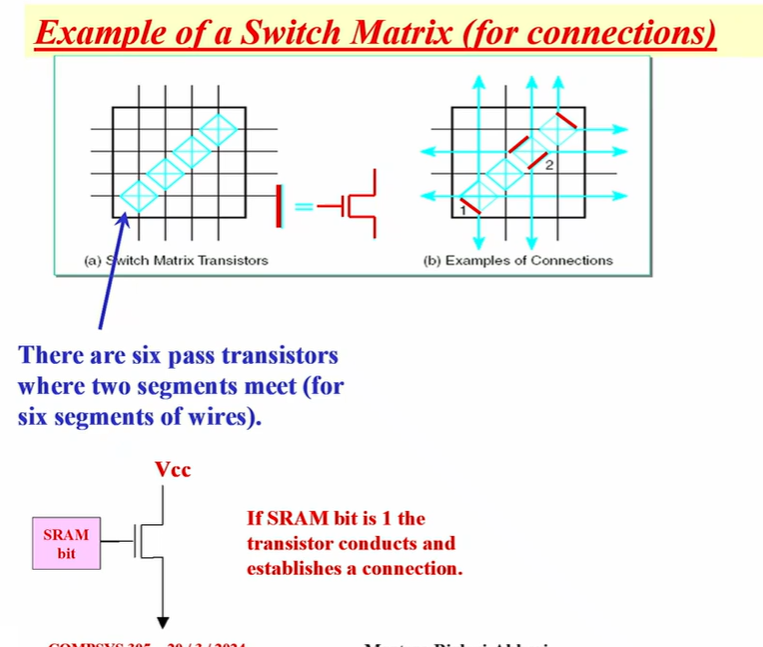 Example of a Switch Matrix (for connections)
1
2
(a) Switch Matrix Transistors
(b) Examples of Connections
There are six pass transistors
where two segments meet (for
six segments of wires).
Vcc
SRAM
bit
If SRAM bit is 1 the
transistor conducts and
establishes a connection.